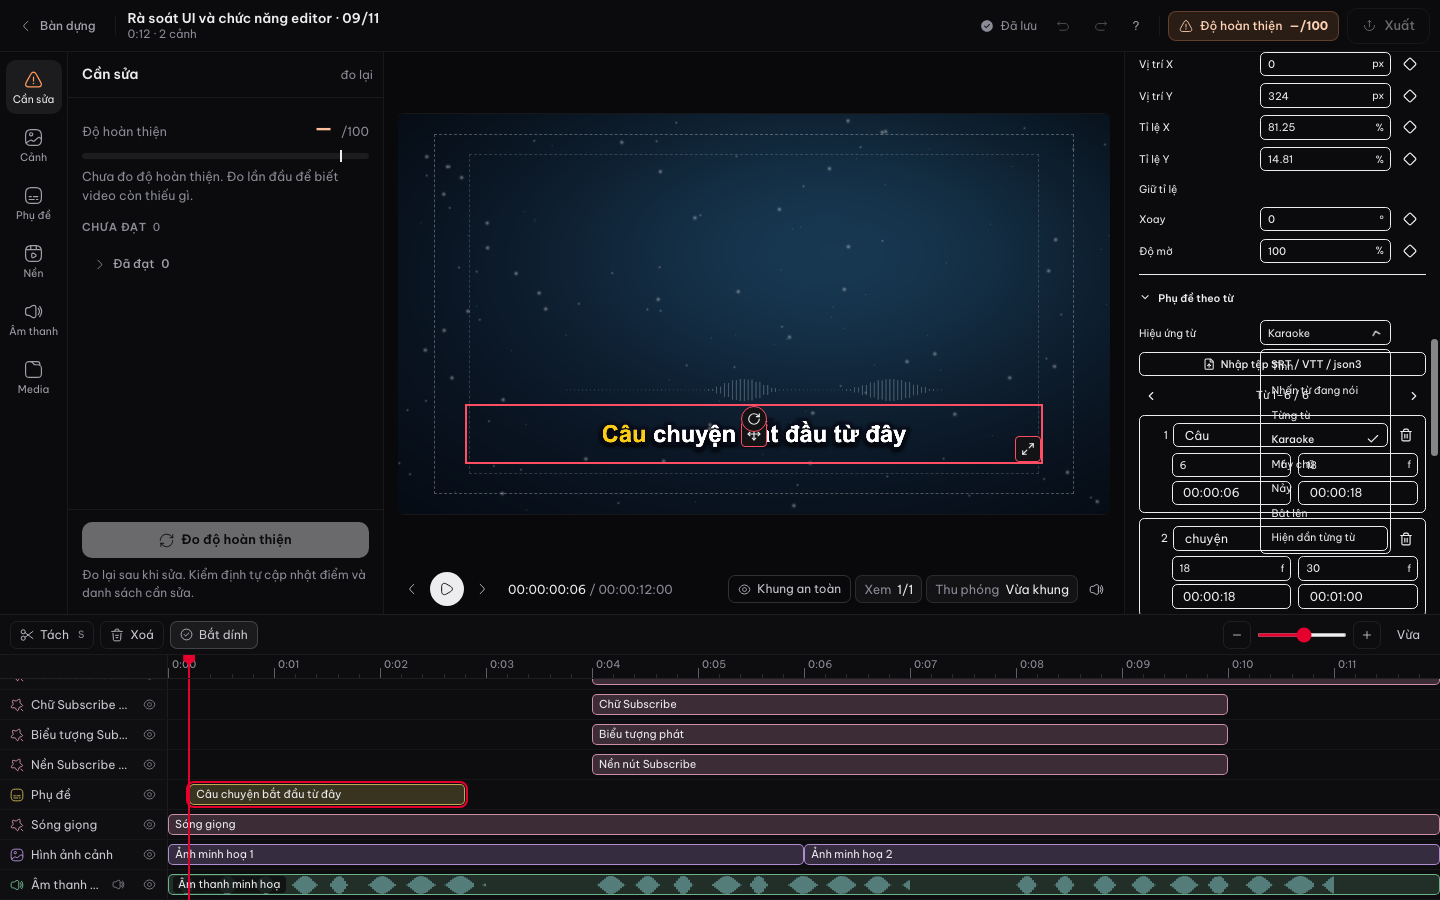 Bàn dựng
Rà soát UI và chức năng editor · 09/11
0:12 · 2 cảnh
Đã lưu
?
Độ hoàn thiện –/100
Xuất
Cần sửa
Cảnh
Phụ đề
Nền
Âm thanh
Media
Cần sửa
đo lại
Độ hoàn thiện
– /100
Chưa đo độ hoàn thiện. Đo lần đầu để biết
video còn thiếu gì.
CHƯA ĐẠT 0
Đã đạt 0
Đo độ hoàn thiện
Đo lại sau khi sửa. Kiểm định tự cập nhật điểm và
danh sách cần sửa.
Câu chuyện bắt đầu từ đây
00:00:00:06 / 00:00:12:00
Khung an toàn
Xem 1/1
Thu phóng Vừa khung
Vị trí X 0 px
Vị trí Y 324 px
Tỉ lệ X 81.25 %
Tỉ lệ Y 14.81 %
Giữ tỉ lệ
Xoay 0 °
Độ mờ 100 %
Phụ đề theo từ
Hiệu ứng từ Karaoke
Nhập tệp SRT / VTT / json3
Tĩnh
Nhấn từ đang nói
Từ 1–6 / 6
Từng từ
Karaoke
Máy chữ
Nảy
Bật lên
Hiện dần từng từ
1 Câu
6 f 18 f
00:00:06 00:00:18
2 chuyện
18 f 30 f
00:00:18 00:01:00
Tách S
Xoá
Bắt dính
Vừa
0:00 0:01 0:02 0:03 0:04 0:05 0:06 0:07 0:08 0:09 0:10 0:11
Chữ Subscribe ...
Chữ Subscribe
Biểu tượng Sub...
Biểu tượng phát
Nền Subscribe ...
Nền nút Subscribe
Phụ đề
Câu chuyện bắt đầu từ đây
Sóng giọng
Sóng giọng
Hình ảnh cảnh
Ảnh minh hoạ 1
Ảnh minh hoạ 2
Âm thanh ...
Âm thanh minh hoạ